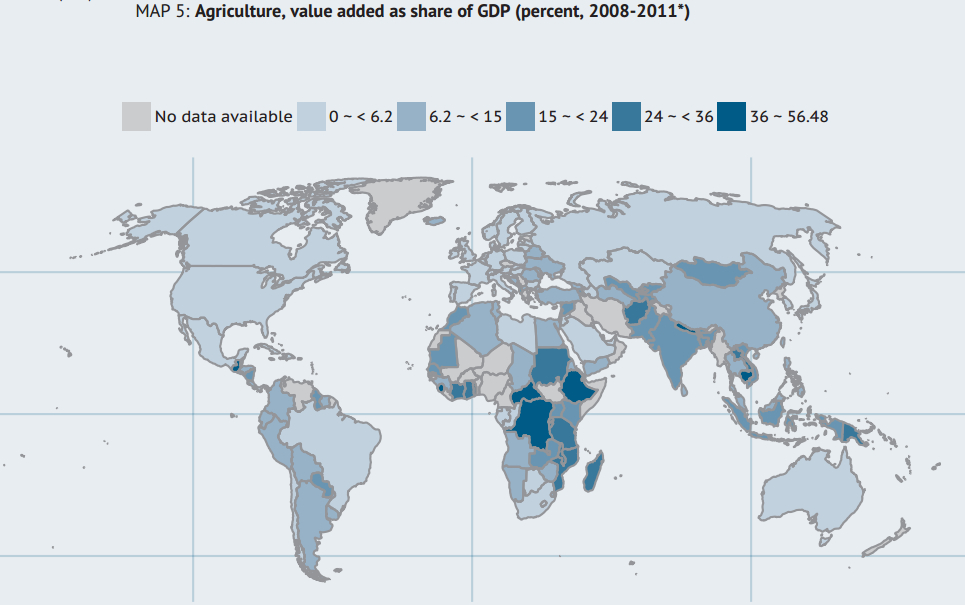 MAP 5: Agriculture, value added as share of GDP (percent, 2008-2011*)
No data available 0 ~ < 6.2 6.2 ~ < 15 15 ~ < 24 24 ~ < 36 36 ~ 56.48